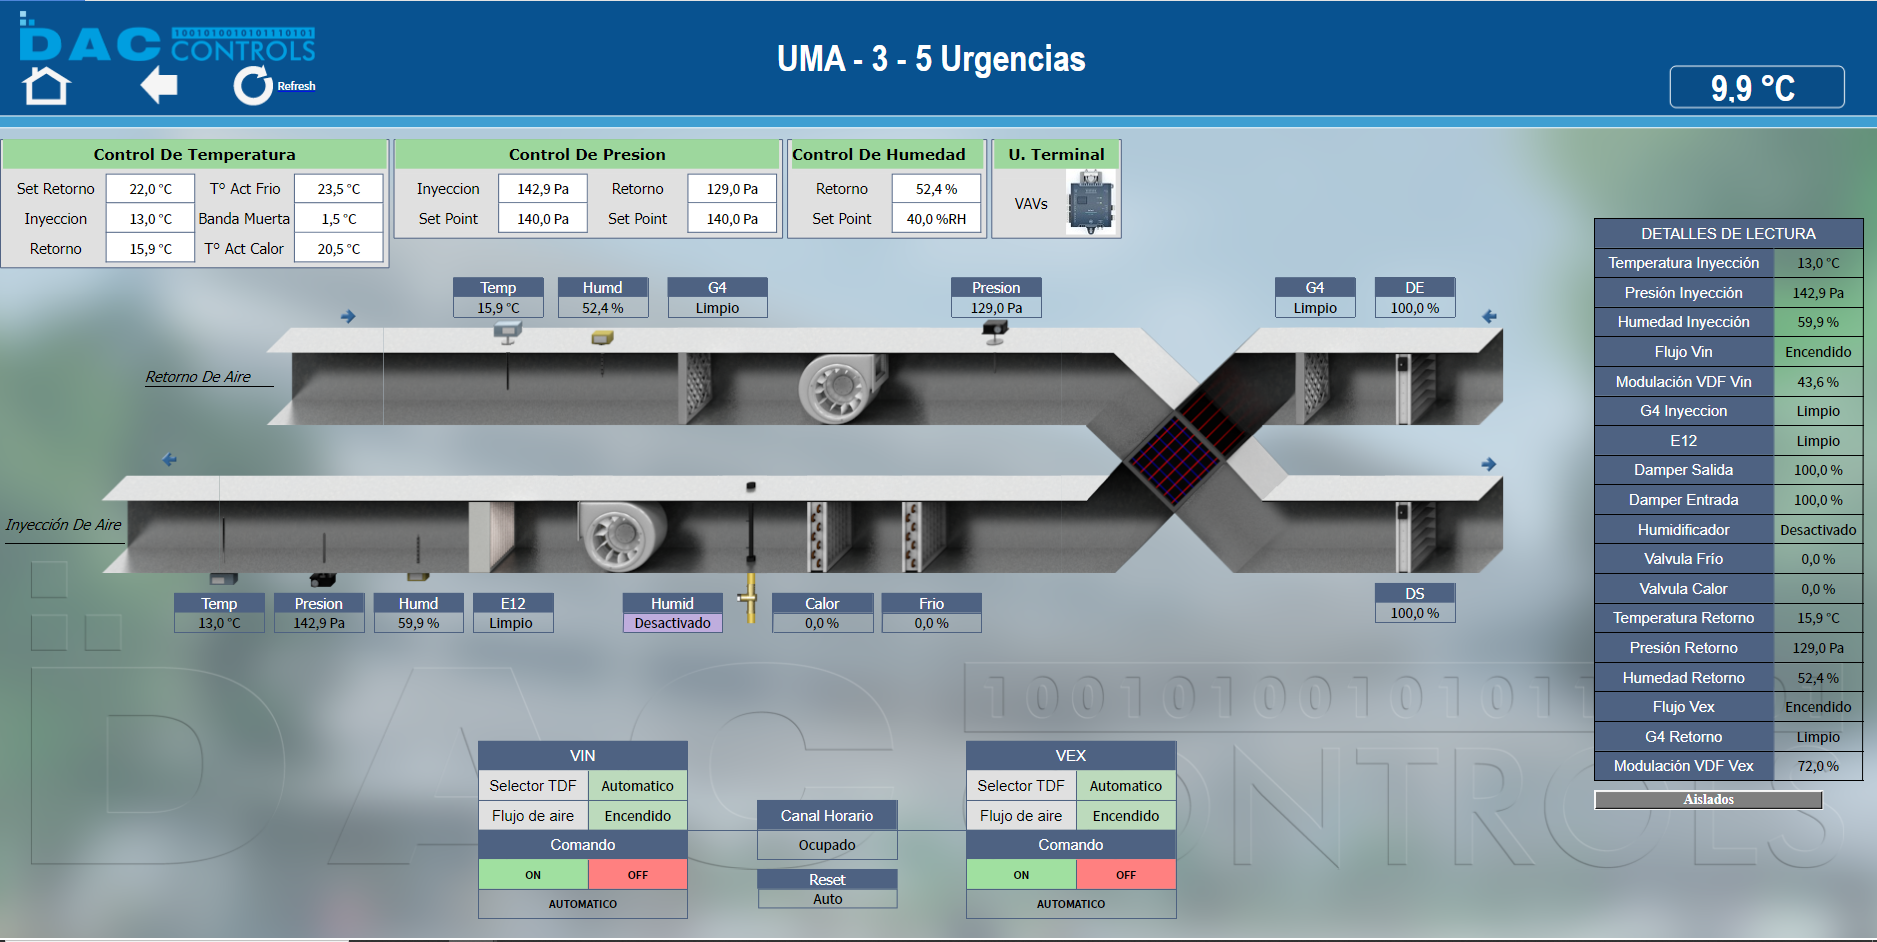 DAC
10010100101011101​01
CONTROLS
Refresh
UMA - 3 - 5 Urgencias
9,9 °C
Control De Temperatura
Set Retorno 22,0 °C T° Act Frio 23,5 °C
Inyeccion 13,0 °C Banda Muerta 1,5 °C
Retorno 15,9 °C T° Act Calor 20,5 °C
Control De Presion
Inyeccion 142,9 Pa Retorno 129,0 Pa
Set Point 140,0 Pa Set Point 140,0 Pa
Control De Humedad
Retorno 52,4 %
Set Point 40,0 %RH
U. Terminal
VAVs
Temp Humd G4 Presion G4 DE
15,9 °C 52,4 % Limpio 129,0 Pa Limpio 100,0 %
Retorno De Aire
Inyección De Aire
Temp Presion Humd E12 Humid Calor Frio
13,0 °C 142,9 Pa 59,9 % Limpio Desactivado 0,0 % 0,0 %
DS
100,0 %
DETALLES DE LECTURA
Temperatura Inyección 13,0 °C
Presión Inyección 142,9 Pa
Humedad Inyección 59,9 %
Flujo Vin Encendido
Modulación VDF Vin 43,6 %
G4 Inyeccion Limpio
E12 Limpio
Damper Salida 100,0 %
Damper Entrada 100,0 %
Humidificador Desactivado
Valvula Frío 0,0 %
Valvula Calor 0,0 %
Temperatura Retorno 15,9 °C
Presión Retorno 129,0 Pa
Humedad Retorno 52,4 %
Flujo Vex Encendido
G4 Retorno Limpio
Modulación VDF Vex 72,0 %
Aislados
VIN
Selector TDF Automatico
Flujo de aire Encendido
Comando
ON OFF
AUTOMATICO
Canal Horario
Ocupado
Reset
Auto
VEX
Selector TDF Automatico
Flujo de aire Encendido
Comando
ON OFF
AUTOMATICO